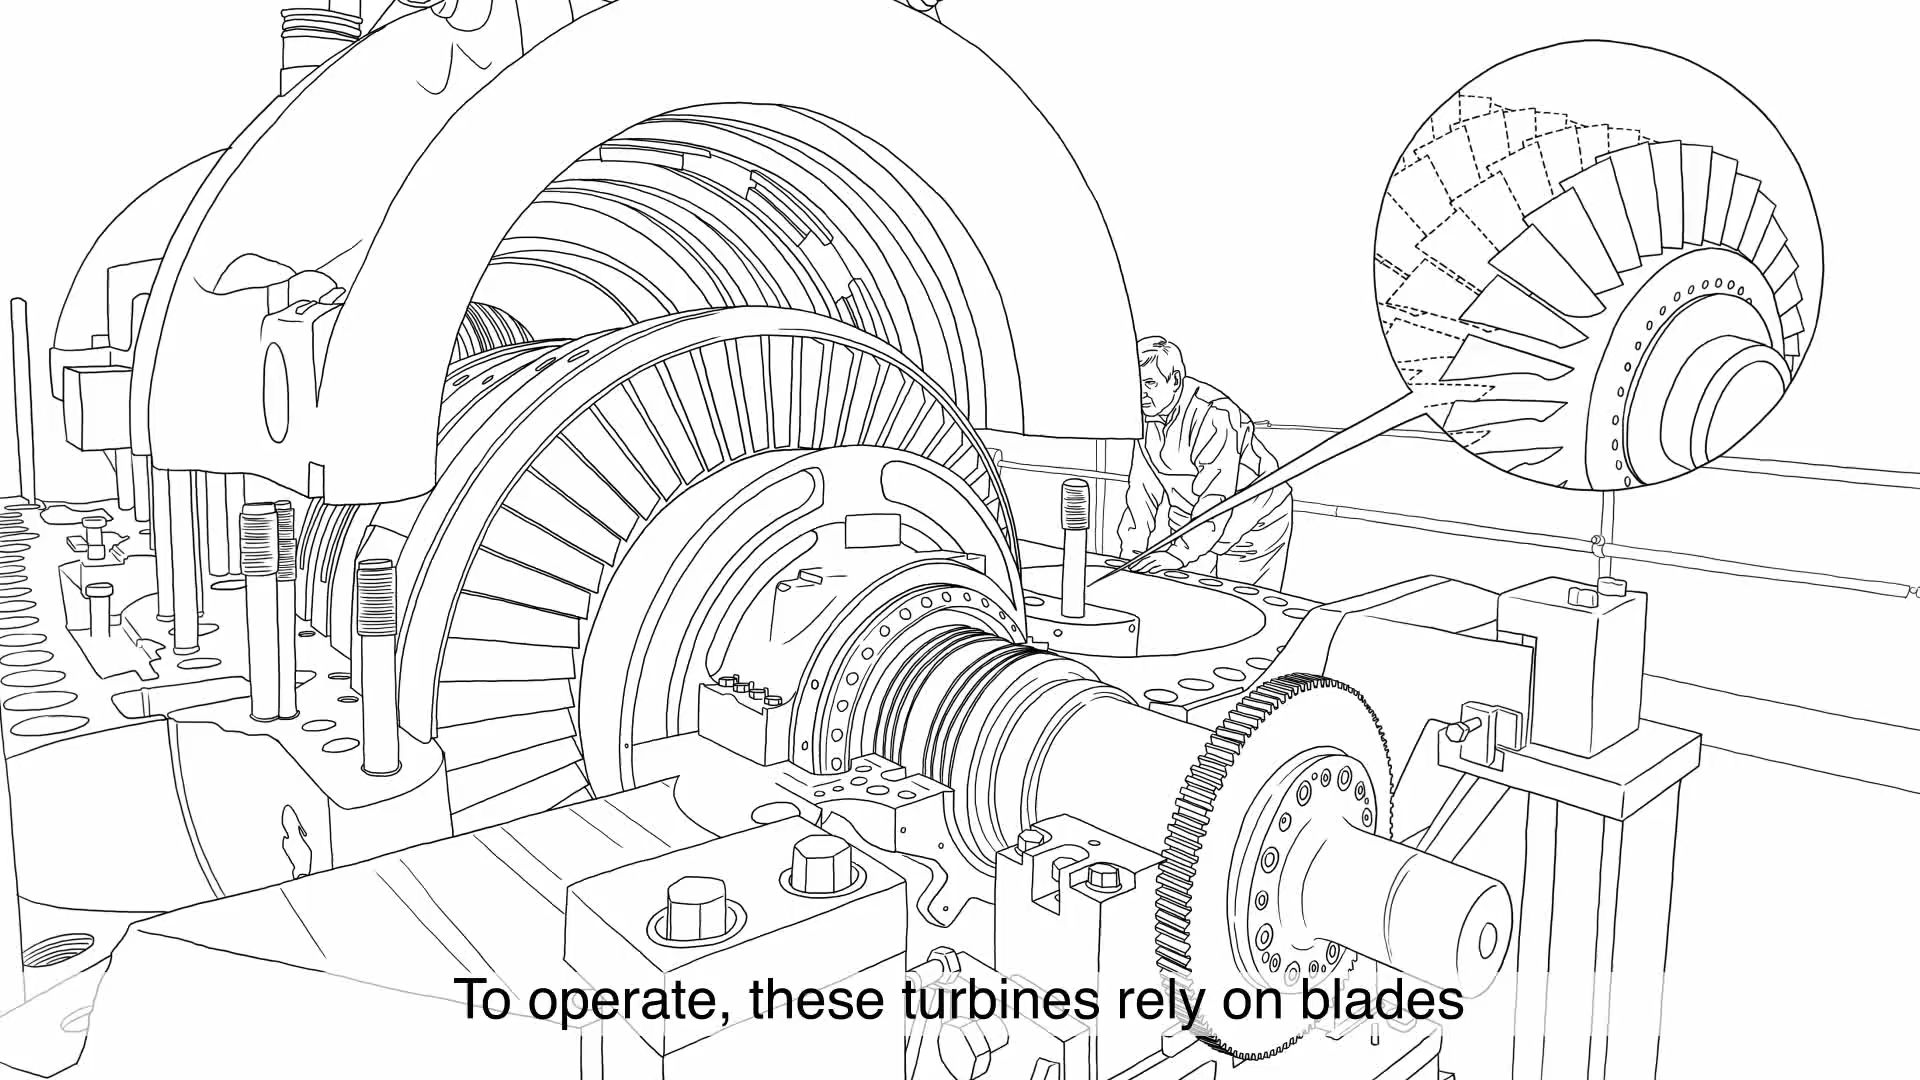 To operate, these turbines rely on blades